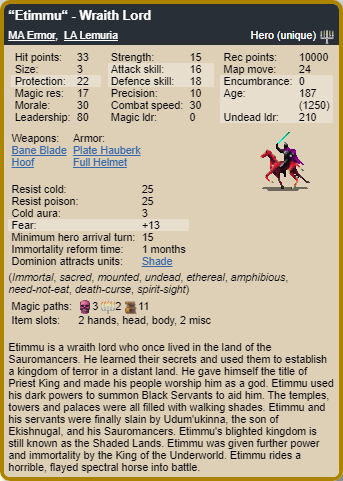 “Etimmu“ - Wraith Lord
MA Ermor, LA Lemuria Hero (unique)
Hit points: 33 Strength: 15 Rec points: 10000
Size: 3 Attack skill: 16 Map move: 24
Protection: 22 Defence skill: 18 Encumbrance: 0
Magic res: 17 Precision: 10 Age: 187
Morale: 30 Combat speed: 30 (1250)
Leadership: 80 Magic ldr: 0 Undead ldr: 210
Weapons: Armor:
Bane Blade Plate Hauberk
Hoof Full Helmet
Resist cold: 25
Resist poison: 25
Cold aura: 3
Fear: +13
Minimum hero arrival turn: 15
Immortality reform time: 1 months
Dominion attracts units: Shade
(Immortal, sacred, mounted, undead, ethereal, amphibious,
need-not-eat, death-curse, spirit-sight)
Magic paths: 3 2 11
Item slots: 2 hands, head, body, 2 misc
Etimmu is a wraith lord who once lived in the land of the
Sauromancers. He learned their secrets and used them to establish
a kingdom of terror in a distant land. He gave himself the title of
Priest King and made his people worship him as a god. Etimmu used
his dark powers to summon Black Servants to aid him. The temples,
towers and palaces were all filled with walking shades. Etimmu and
his servants were finally slain by Udum'ukinna, the son of
Ekishnugal, and his Sauromancers. Etimmu's blighted kingdom is
still known as the Shaded Lands. Etimmu was given further power
and immortality by the King of the Underworld. Etimmu rides a
horrible, flayed spectral horse into battle.